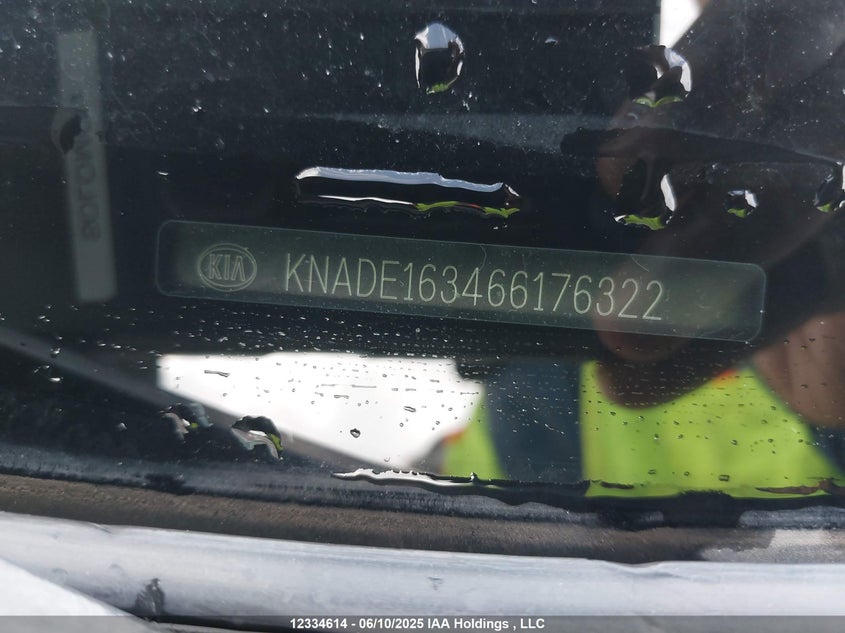 KIA KNADE163466176322
12334614 - 06/10/2025 IAA Holdings , LLC